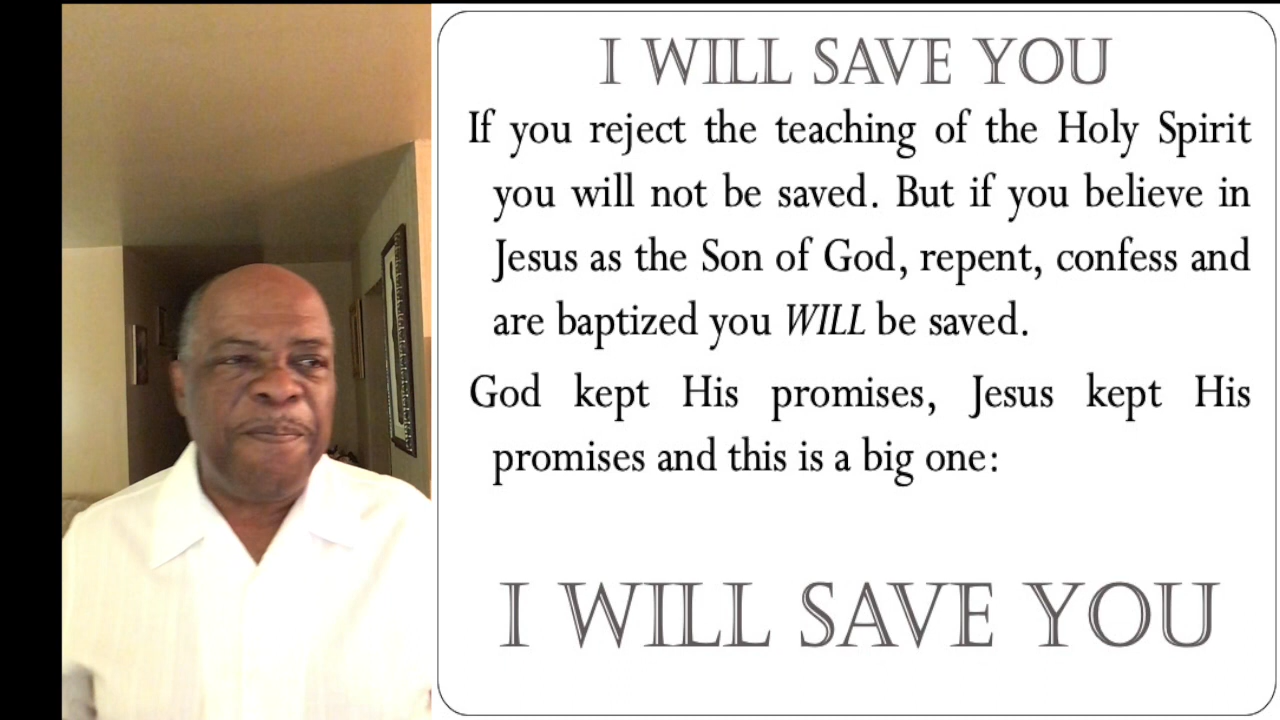 I WILL SAVE YOU
If you reject the teaching of the Holy Spirit
you will not be saved. But if you believe in
Jesus as the Son of God, repent, confess and
are baptized you WILL be saved.
God kept His promises, Jesus kept His
promises and this is a big one:
I WILL SAVE YOU